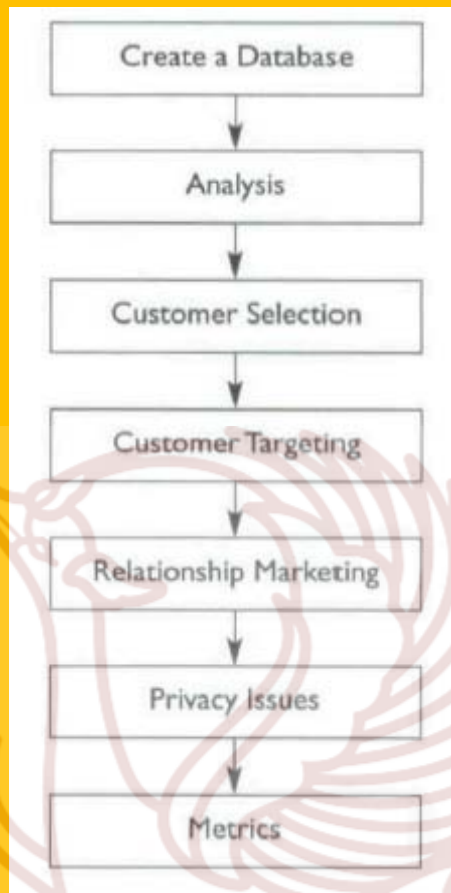 Create a Database
Analysis
Customer Selection
Customer Targeting
Relationship Marketing
Privacy Issues
Metrics